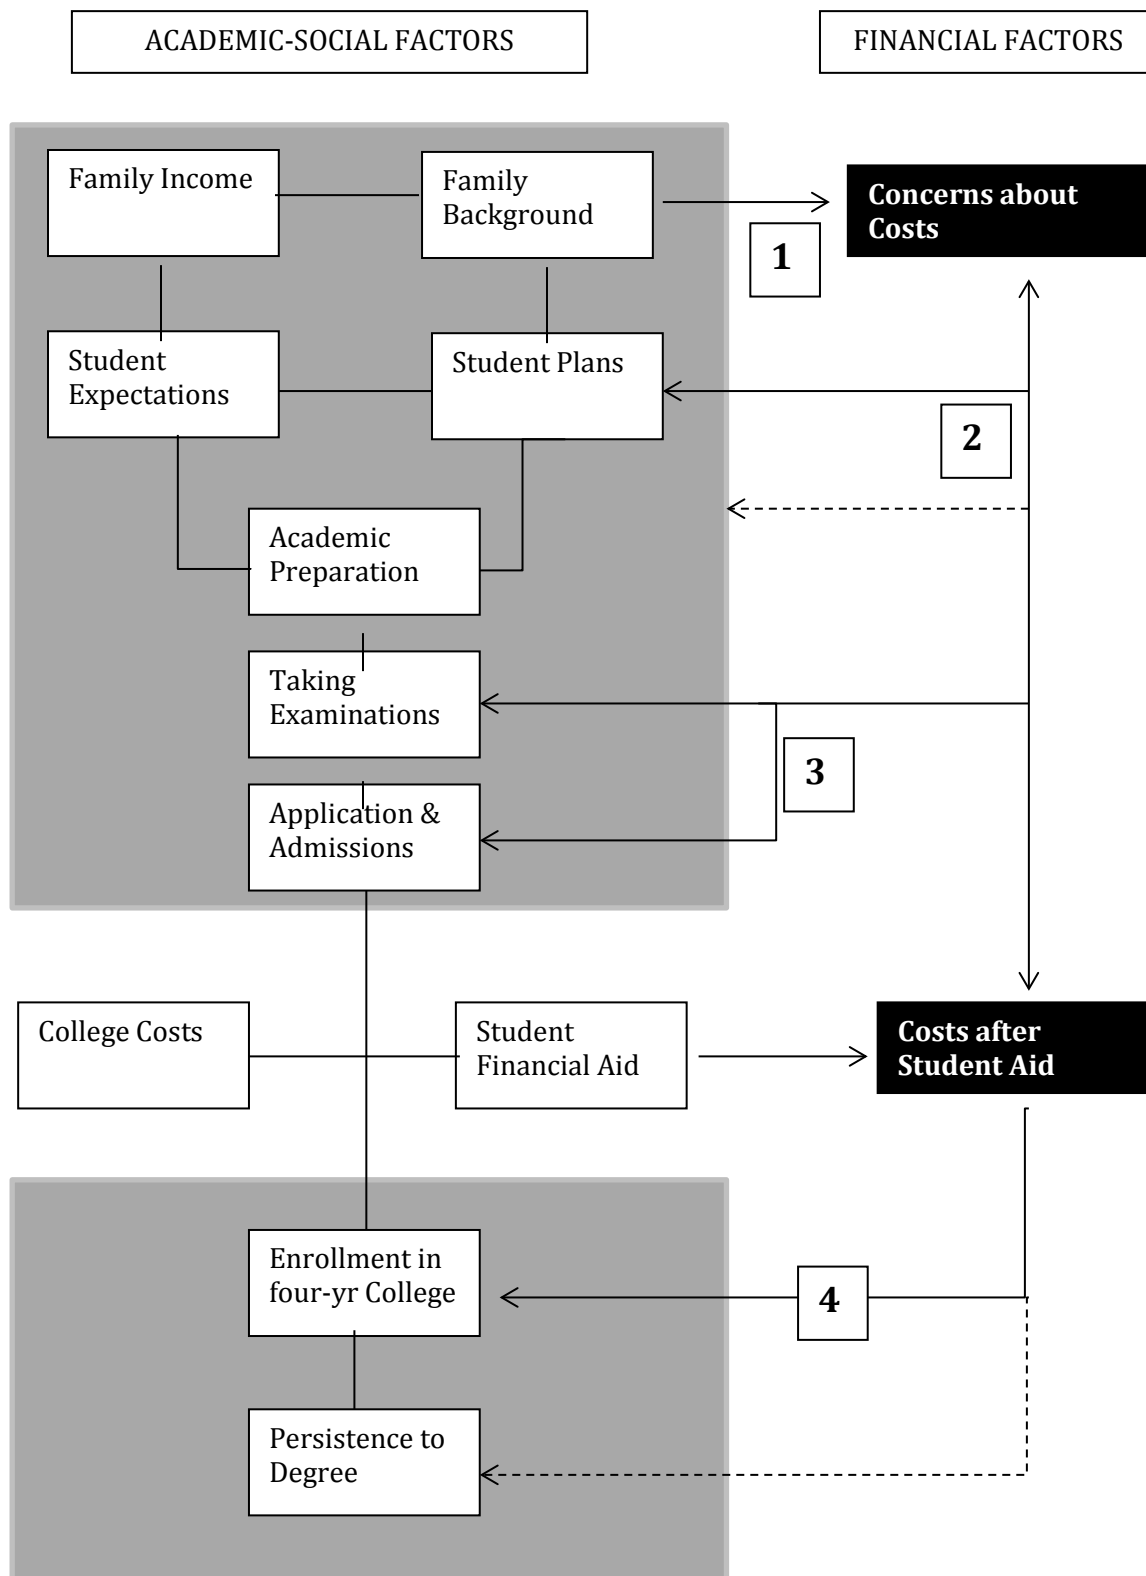 ACADEMIC-SOCIAL FACTORS
FINANCIAL FACTORS
Family Income
Family
Background
Concerns about
Costs
1
Student
Expectations
Student Plans
2
Academic
Preparation
Taking
Examinations
3
Application &
Admissions
College Costs
Student
Financial Aid
Costs after
Student Aid
Enrollment in
four-yr College
4
Persistence to
Degree